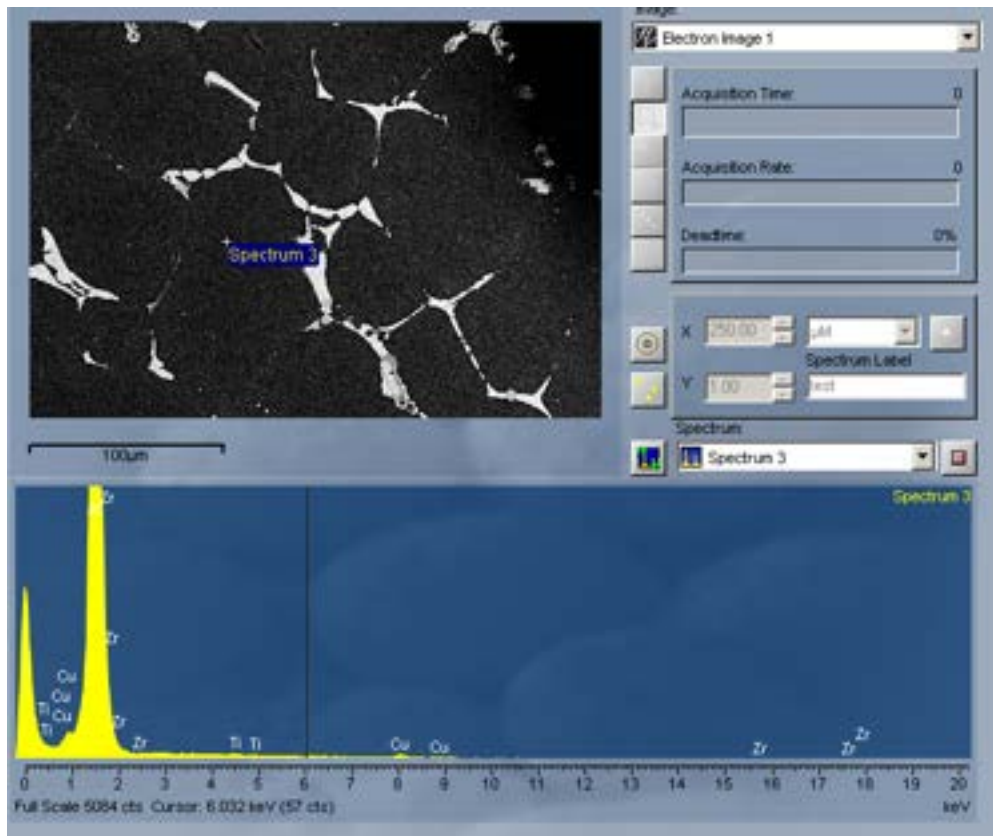 Electron Image 1
Acquisition Time: 0
Acquisition Rate: 0
Deadtime: 0%
X 250.00 µM
Spectrum Label
Y 1.00 test
Spectrum 3
100µm
Spectrum
Spectrum 3
Spectrum 3
Zr
Zr
Cu
Cu
Ti Cu
Ti Zr
Zr Ti Ti Cu Cu Zr Zr Zr
0 1 2 3 4 5 6 7 8 9 10 11 12 13 14 15 16 17 18 19 20
Full Scale 5084 cts Cursor: 6.032 keV (57 cts) keV